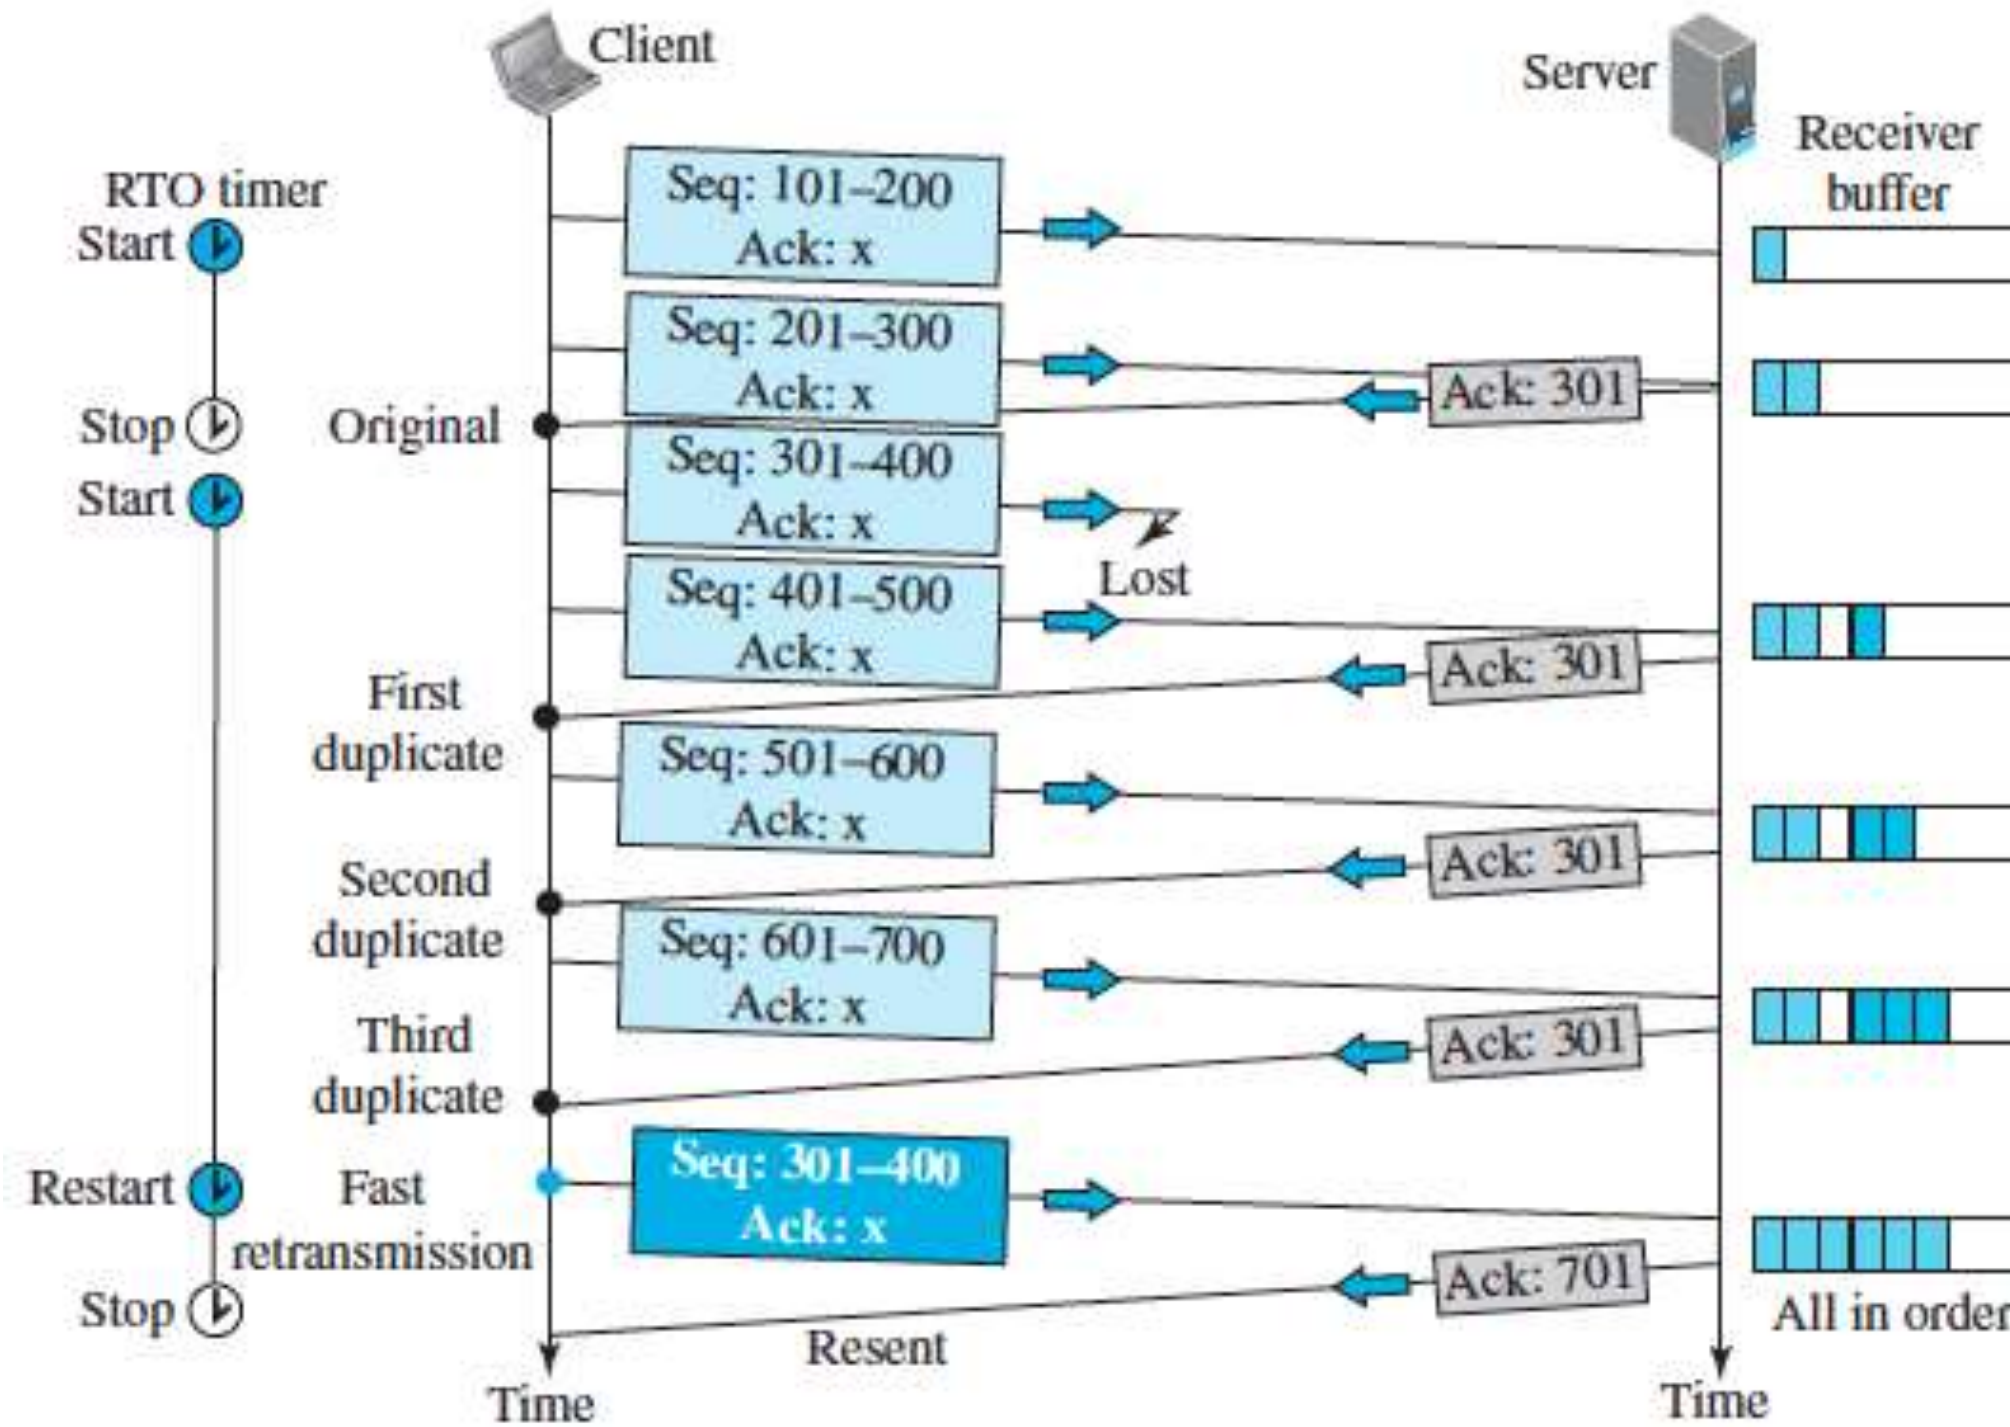 Client
Server
Receiver
buffer
RTO timer
Start
Seq: 101–200
Ack: x
Seq: 201–300
Ack: x
Ack: 301
Stop
Original
Start
Seq: 301–400
Ack: x
Lost
Seq: 401–500
Ack: x
Ack: 301
First
duplicate
Seq: 501–600
Ack: x
Ack: 301
Second
duplicate
Seq: 601–700
Ack: x
Ack: 301
Third
duplicate
Restart
Fast
retransmission
Seq: 301–400
Ack: x
Ack: 701
Stop
All in order
Resent
Time
Time